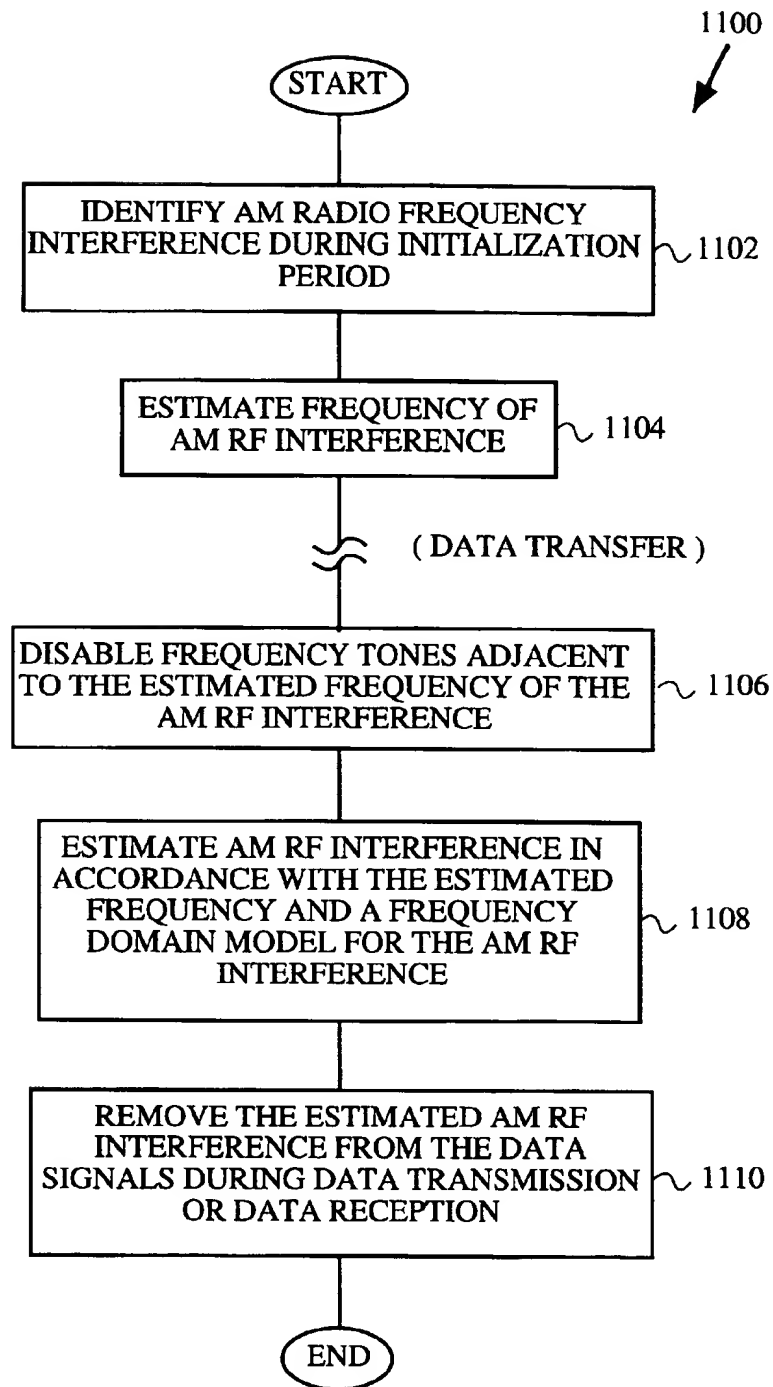 1100
START
IDENTIFY AM RADIO FREQUENCY
INTERFERENCE DURING INITIALIZATION
PERIOD
1102
ESTIMATE FREQUENCY OF
AM RF INTERFERENCE
1104
( DATA TRANSFER )
DISABLE FREQUENCY TONES ADJACENT
TO THE ESTIMATED FREQUENCY OF THE
AM RF INTERFERENCE
1106
ESTIMATE AM RF INTERFERENCE IN
ACCORDANCE WITH THE ESTIMATED
FREQUENCY AND A FREQUENCY
DOMAIN MODEL FOR THE AM RF
INTERFERENCE
1108
REMOVE THE ESTIMATED AM RF
INTERFERENCE FROM THE DATA
SIGNALS DURING DATA TRANSMISSION
OR DATA RECEPTION
1110
END